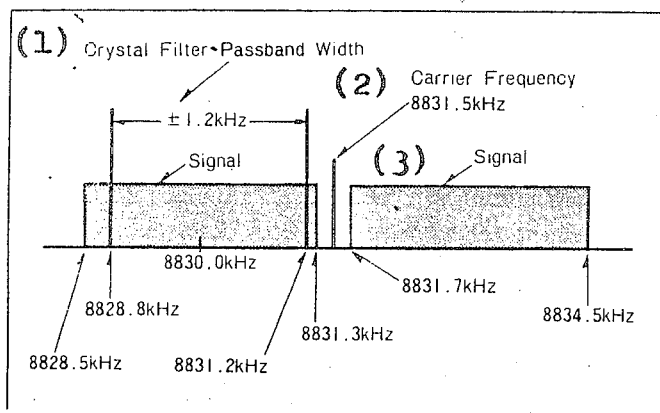 (1) Crystal Filter Passband Width
(2) Carrier Frequency
8831.5kHz
±1.2kHz
Signal
(3) Signal
8830.0kHz
8831.7kHz
8828.8kHz
8831.3kHz
8834.5kHz
8828.5kHz
8831.2kHz